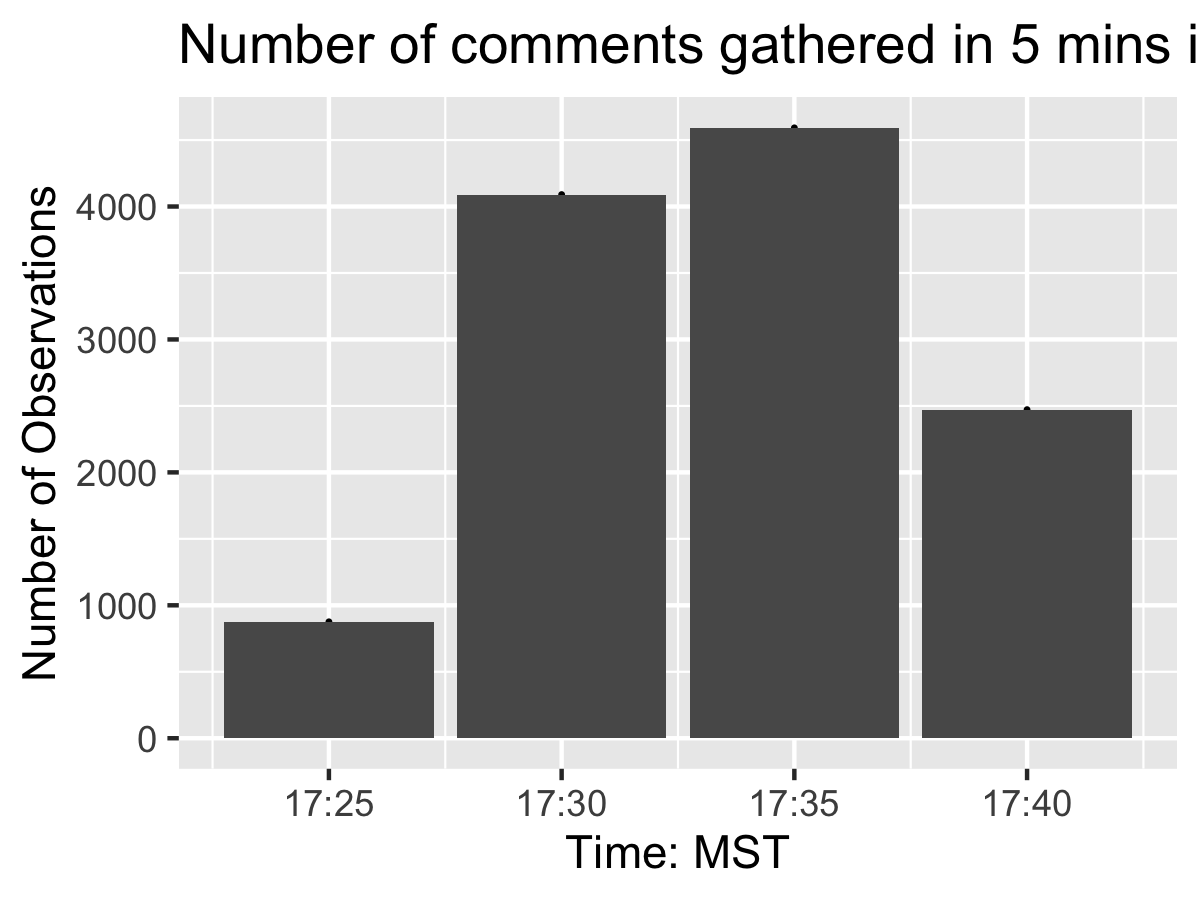 Number of comments gathered in 5 mins i
Number of Observations
4000
3000
2000
1000
0
17:25 17:30 17:35 17:40
Time: MST